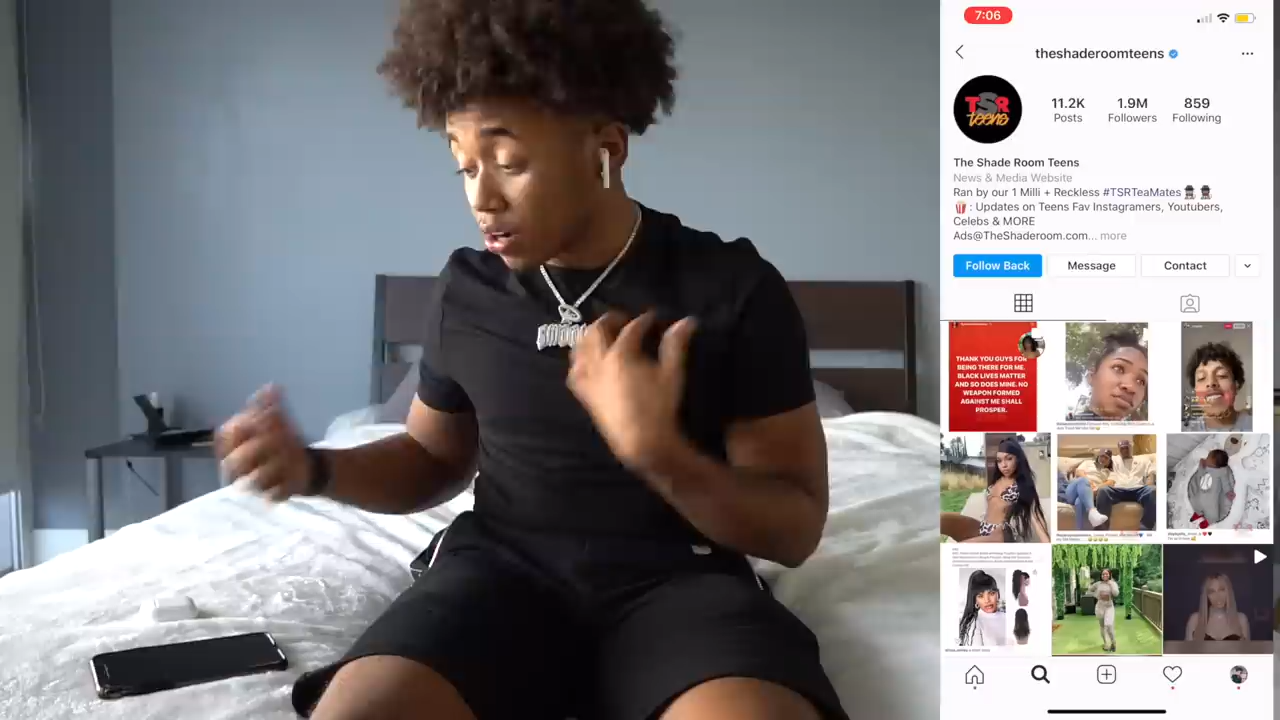 7:06
theshaderoomteens
11.2K
Posts
1.9M
Followers
859
Following
TSR
teens
The Shade Room Teens
News & Media Website
Ran by our 1 Milli + Reckless #TSRTeaMates
: Updates on Teens Fav Instagramers, Youtubers,
Celebs & MORE
Ads@TheShaderoom.com... more
Follow Back
Message
Contact
THANK YOU GUYS FOR
BEING THERE FOR ME.
BLACK LIVES MATTER
AND SO DOES MINE. NO
WEAPON FORMED
AGAINST ME SHALL
PROSPER.